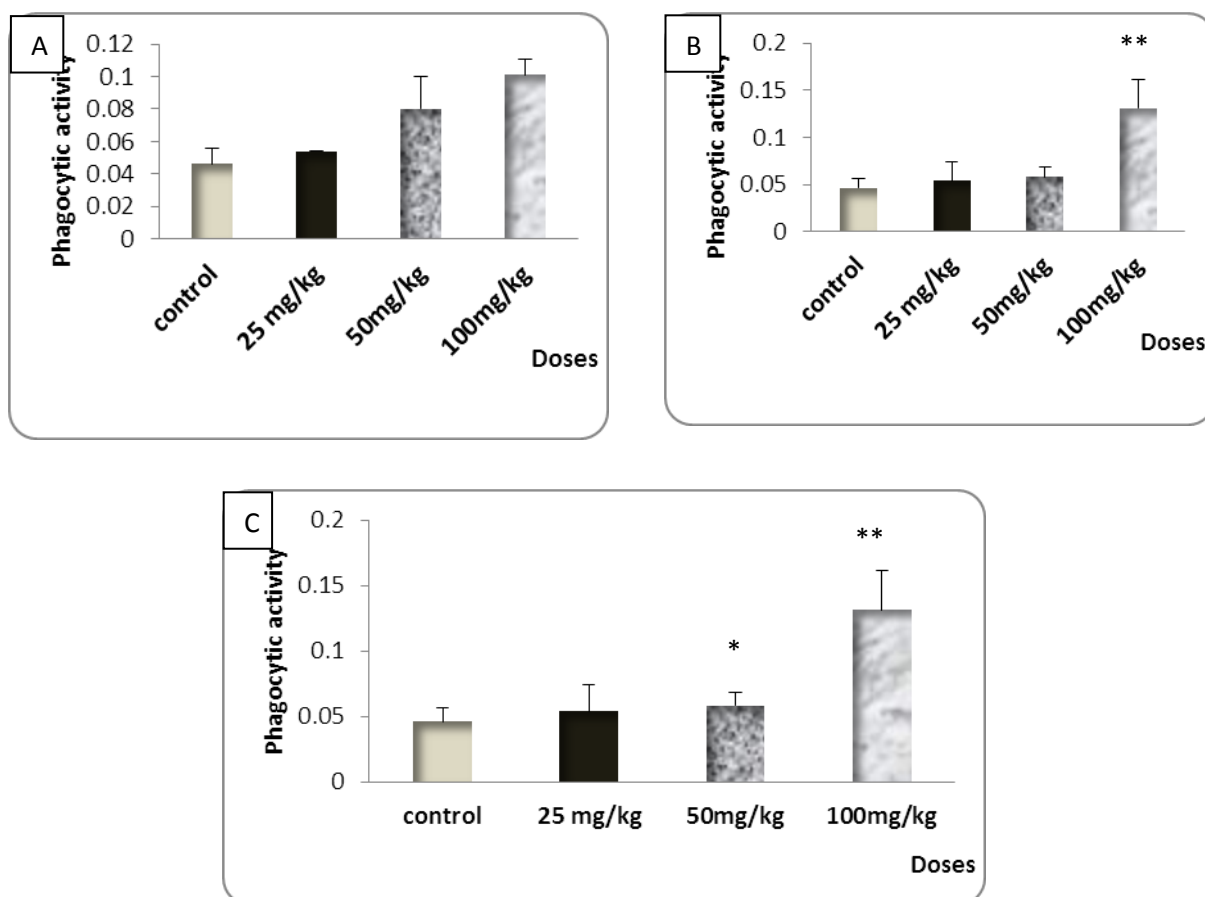 A
Phagocytic activity
0.12
0.1
0.08
0.06
0.04
0.02
0
control
25 mg/kg
50mg/kg
100mg/kg
Doses
B
Phagocytic activity
0.2
0.15
0.1
0.05
0
**
control
25 mg/kg
50mg/kg
100mg/kg
Doses
C
Phagocytic activity
0.2
0.15
0.1
0.05
0
*
**
control
25 mg/kg
50mg/kg
100mg/kg
Doses